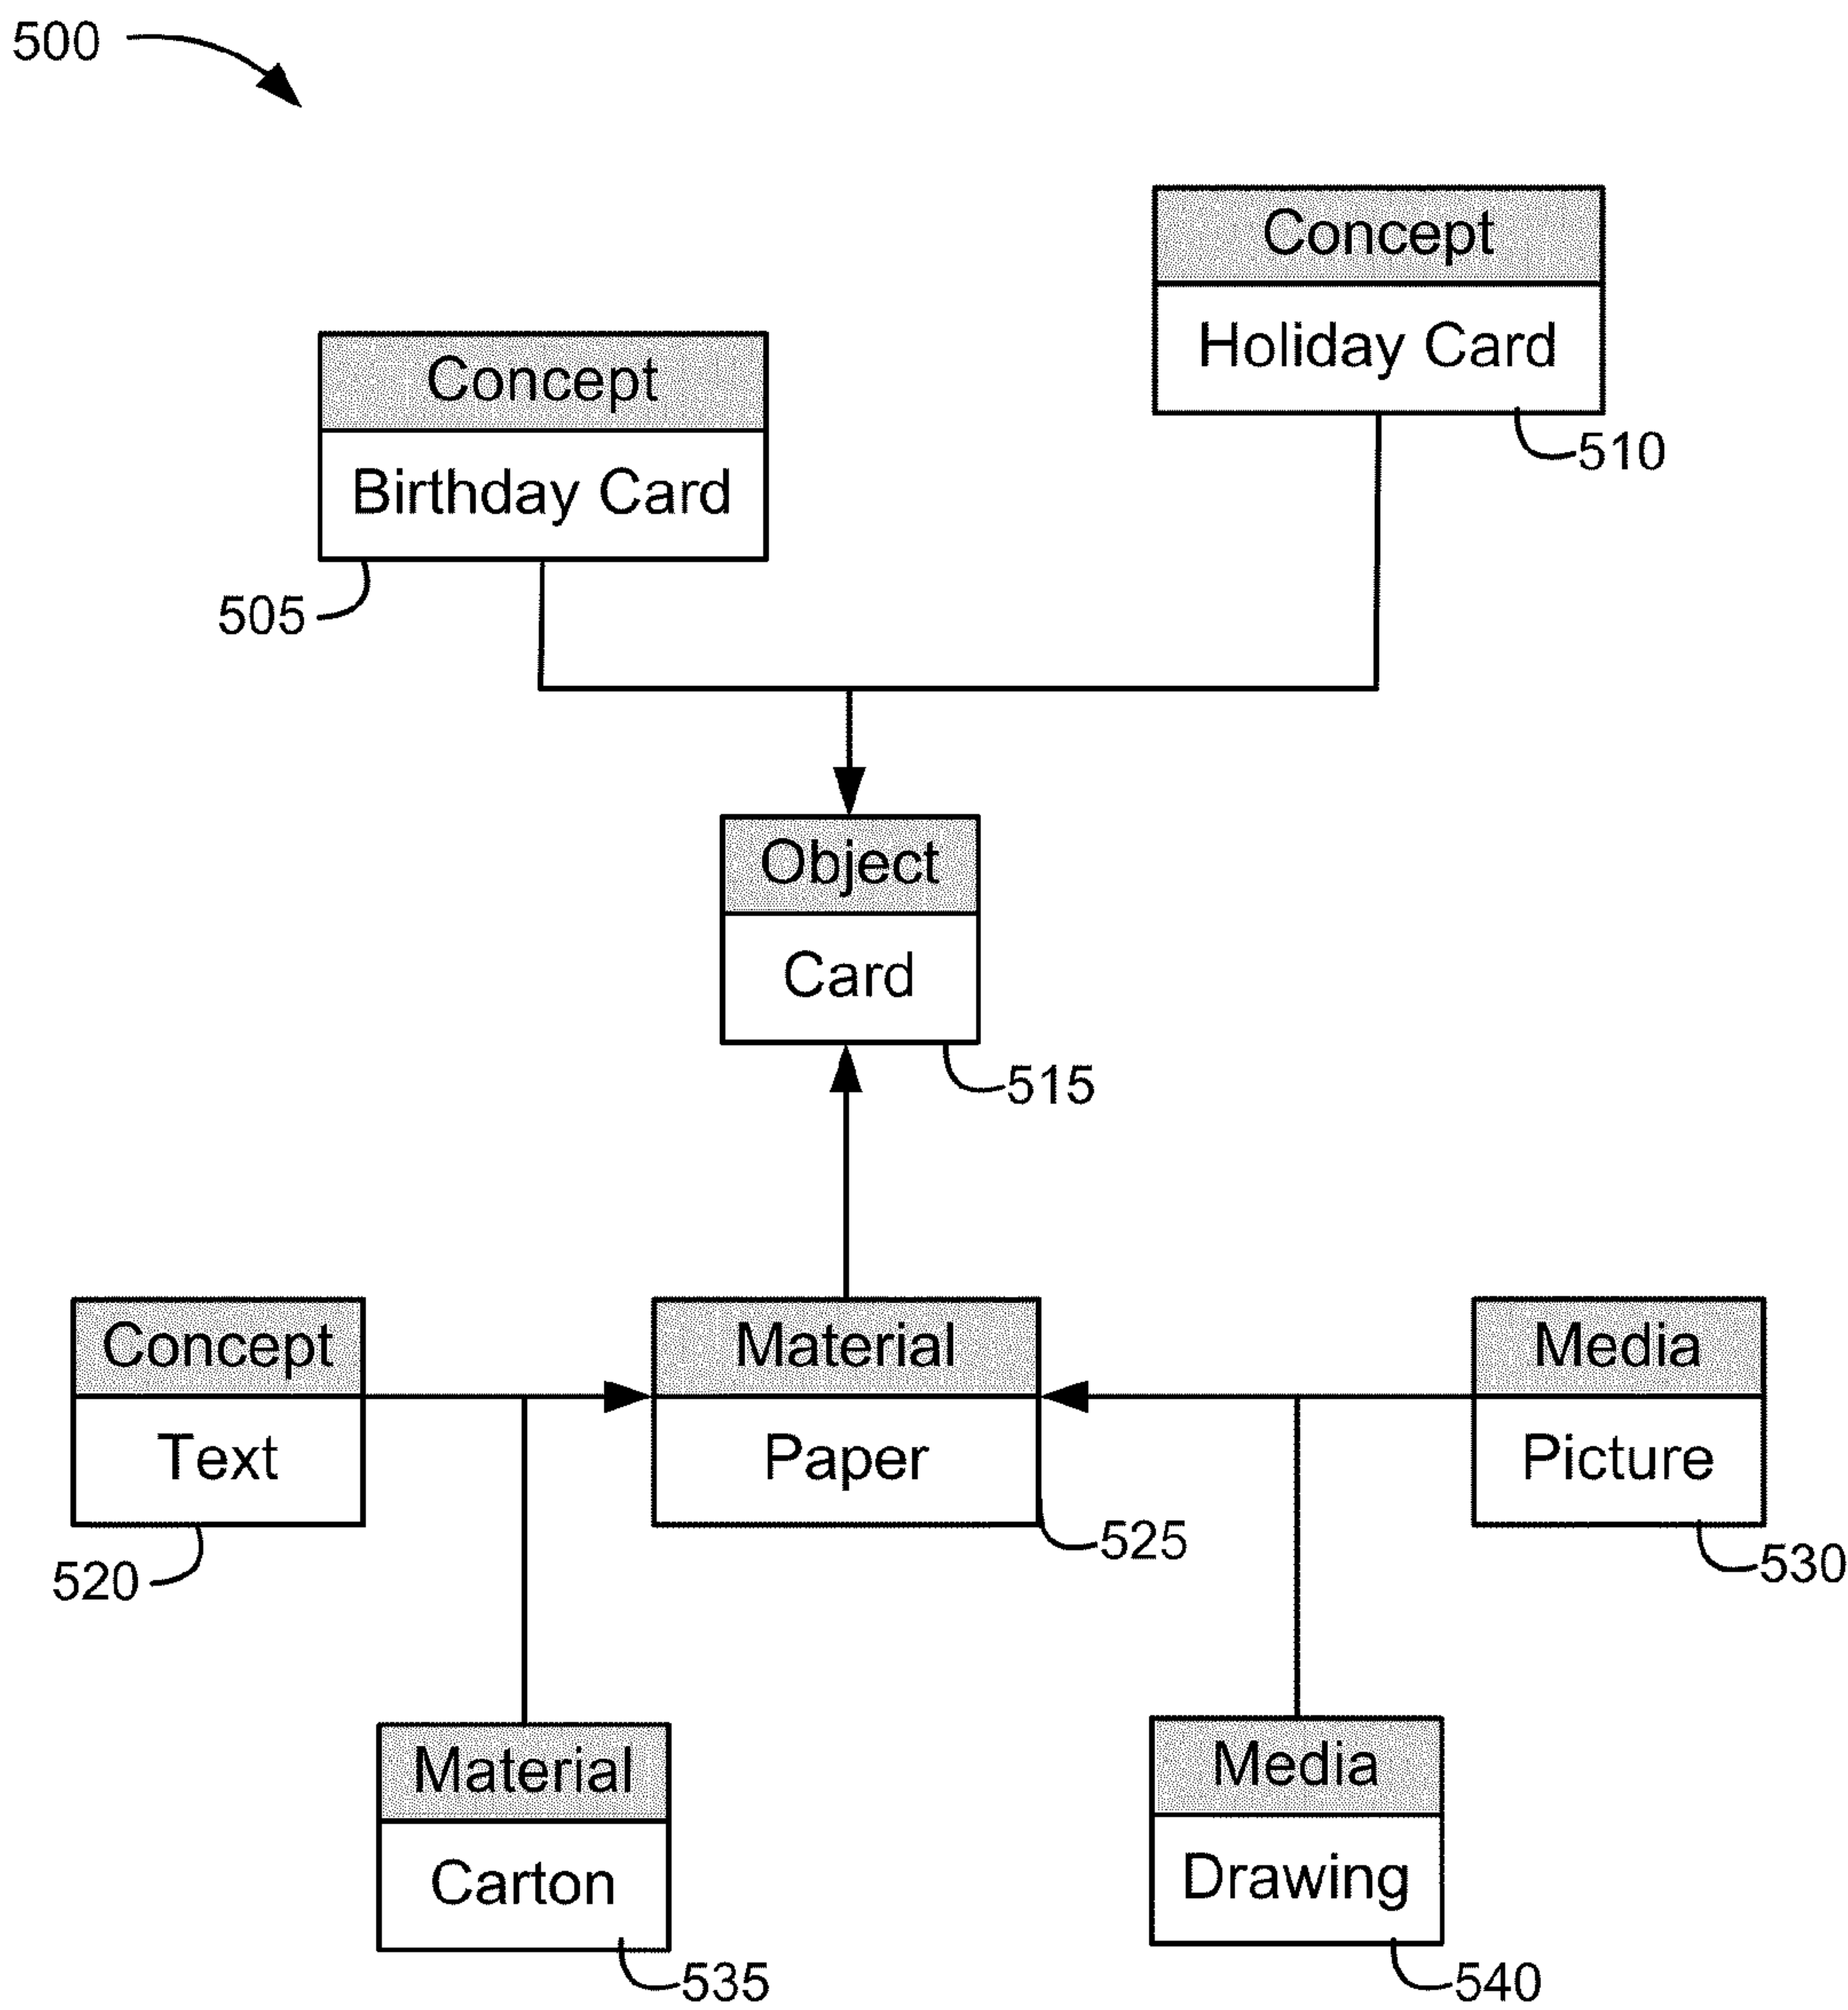 500
Concept
Holiday Card
510
Concept
Birthday Card
505
Object
Card
515
Concept
Text
520
Material
Paper
525
Media
Picture
530
Material
Carton
535
Media
Drawing
540